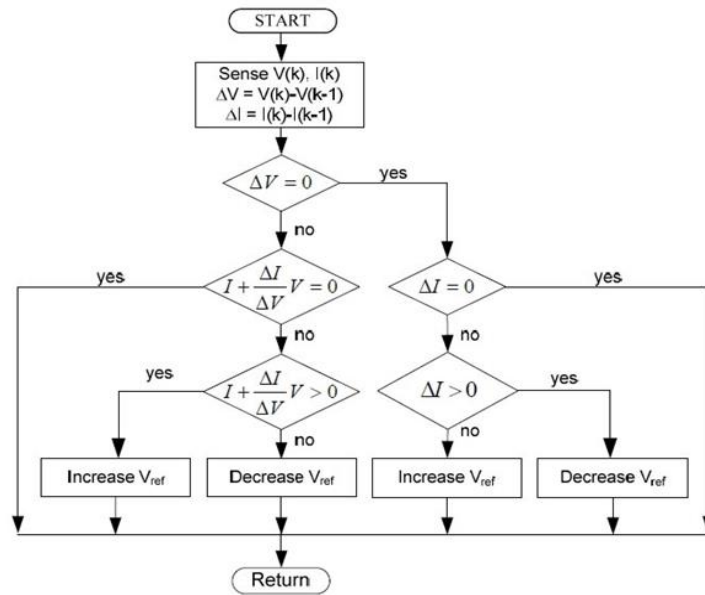 START
Sense V(k), I(k)
ΔV = V(k)-V(k-1)
ΔI = I(k)-I(k-1)
yes
ΔV = 0
no
yes
I + ΔI/ΔV V = 0
ΔI = 0
yes
no
no
yes
I + ΔI/ΔV V > 0
ΔI > 0
yes
no
no
Increase Vref
Decrease Vref
Increase Vref
Decrease Vref
Return